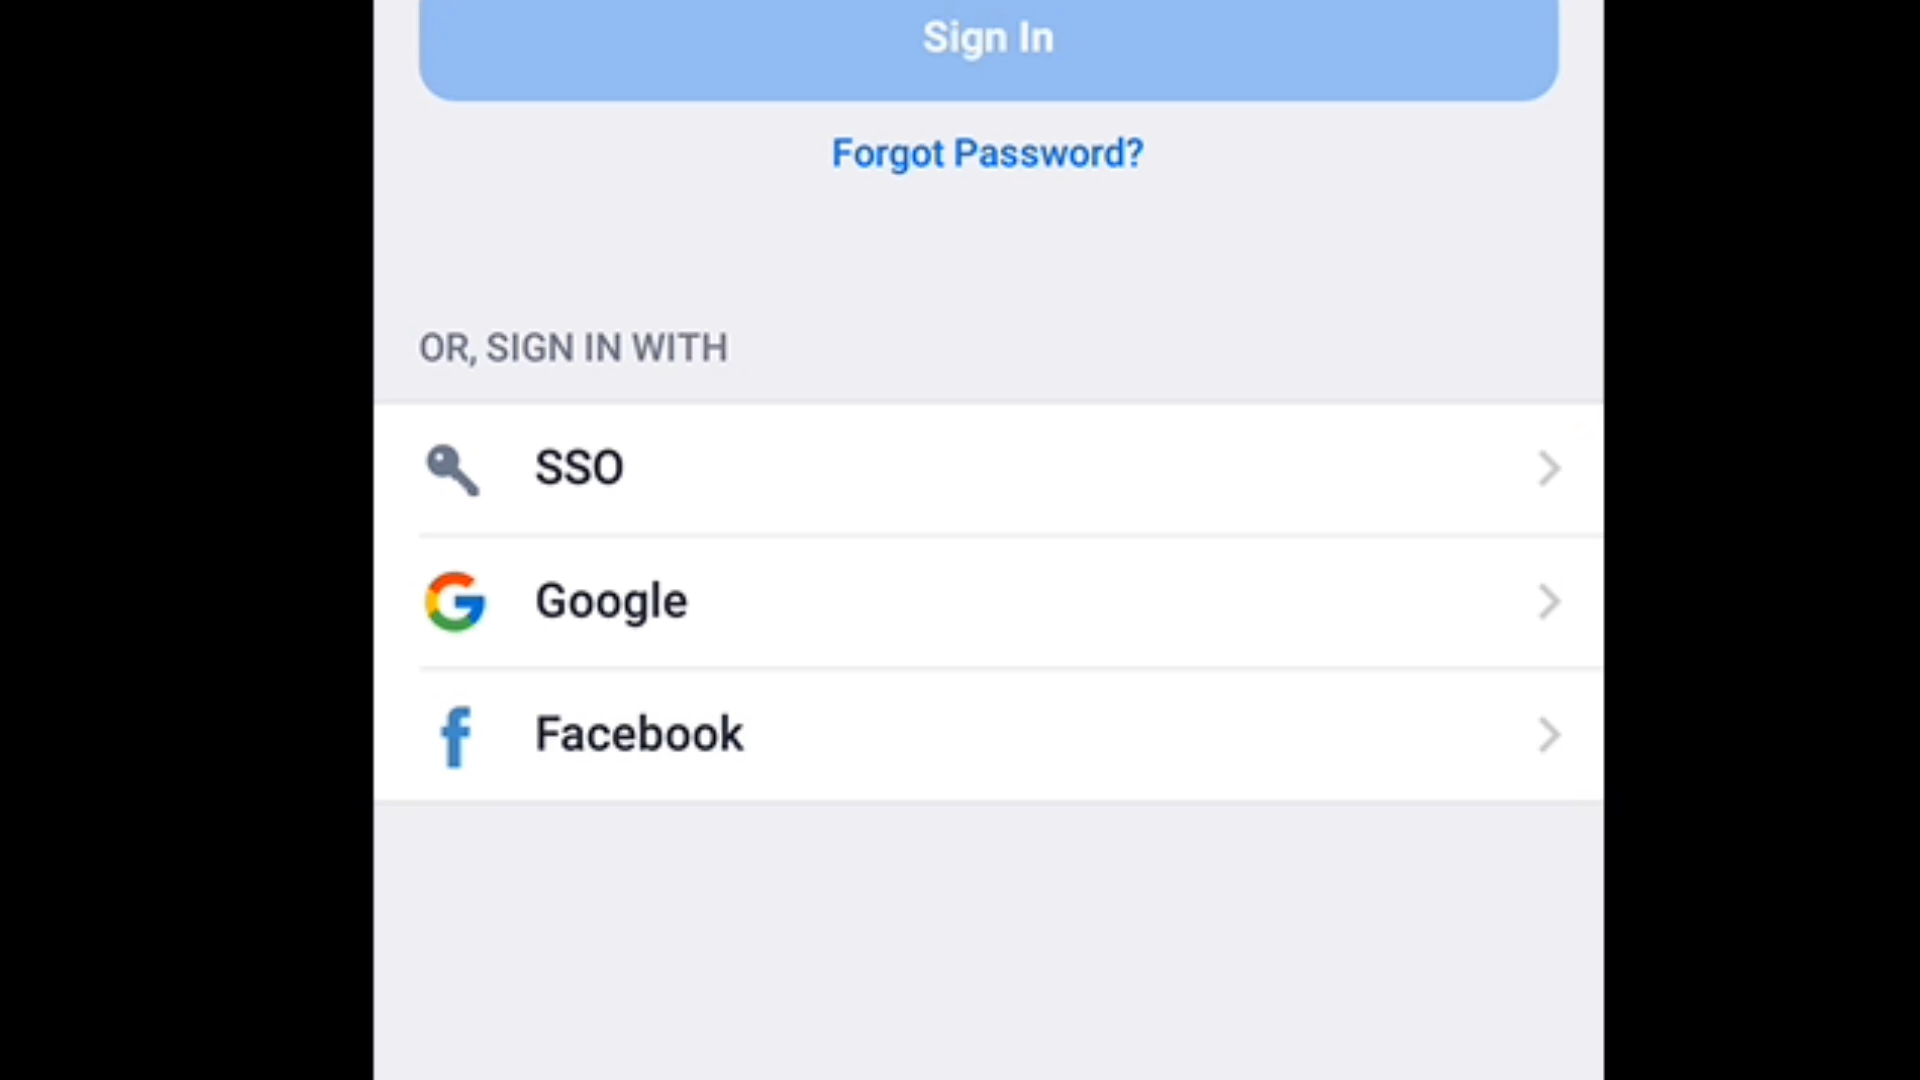 Sign In
Forgot Password?
OR, SIGN IN WITH
SSO
Google
Facebook